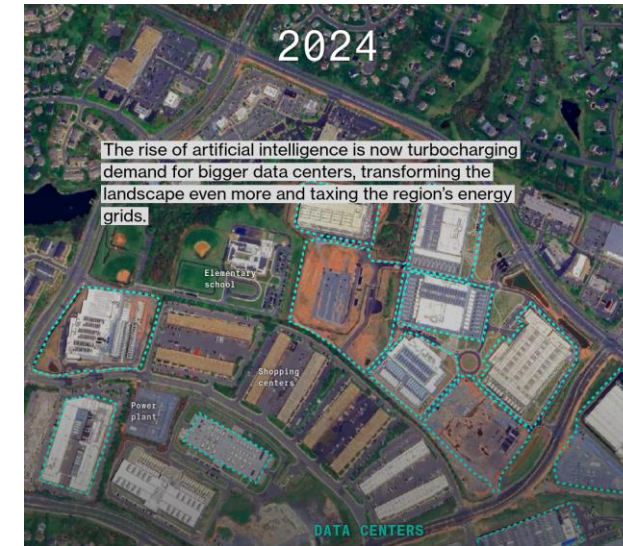 2024
The rise of artificial intelligence is now turbocharging
demand for bigger data centers, transforming the
landscape even more and taxing the region's energy
grids.
Elementary
school
Shopping
centers
Power
plant
DATA CENTERS